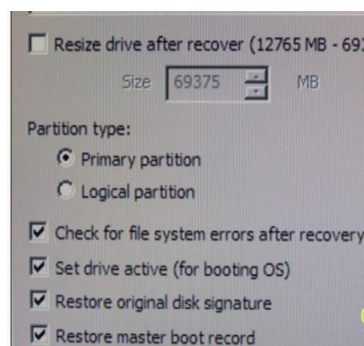 Resize drive after recover (12765 MB - 69
Size 69375 MB
Partition type:
Primary partition
Logical partition
Check for file system errors after recovery
Set drive active (for booting OS)
Restore original disk signature
Restore master boot record